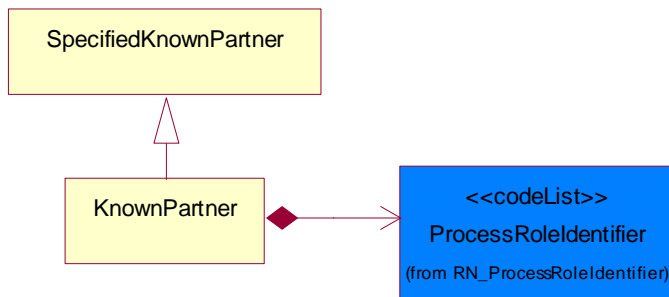 SpecifiedKnownPartner
KnownPartner
<<codeList>>
ProcessRoleIdentifier
(from RN_ProcessRoleIdentifier)